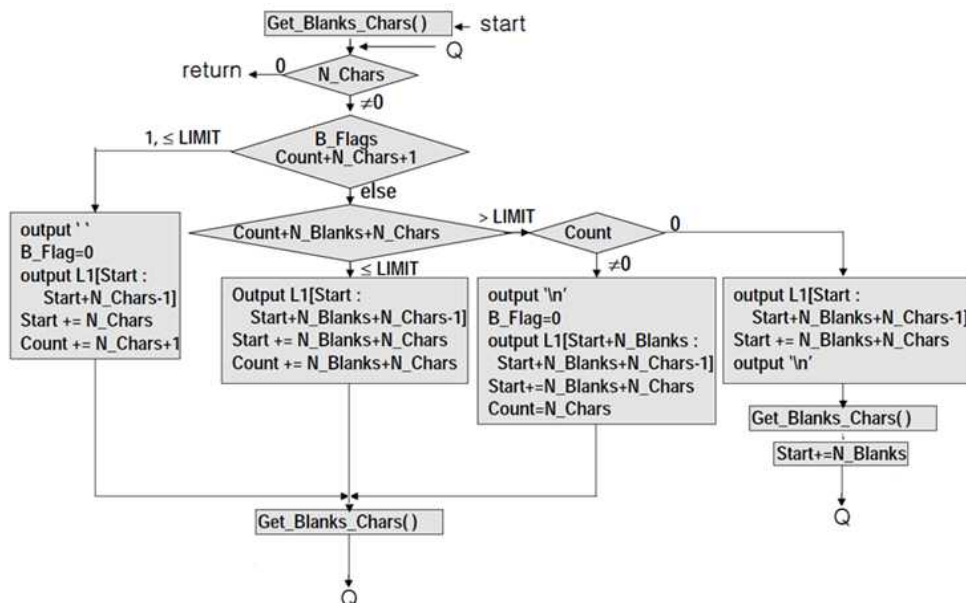 Get_Blanks_Chars( )
start
Q
return
0
N_Chars
≠0
1, ≤ LIMIT
B_Flags
Count+N_Chars+1
else
Count+N_Blanks+N_Chars
> LIMIT
Count
0
≤ LIMIT
≠0
output ‘ ‘
B_Flag=0
output L1[Start :
Start+N_Chars-1]
Start += N_Chars
Count += N_Chars+1
Output L1[Start :
Start+N_Blanks+N_Chars-1]
Start += N_Blanks+N_Chars
Count += N_Blanks+N_Chars
output ‘\n’
B_Flag=0
output L1[Start+N_Blanks :
Start+N_Blanks+N_Chars-1]
Start+=N_Blanks+N_Chars
Count=N_Chars
output L1[Start :
Start+N_Blanks+N_Chars-1]
Start += N_Blanks+N_Chars
output ‘\n’
Get_Blanks_Chars( )
Start+=N_Blanks
Q
Get_Blanks_Chars( )
Q